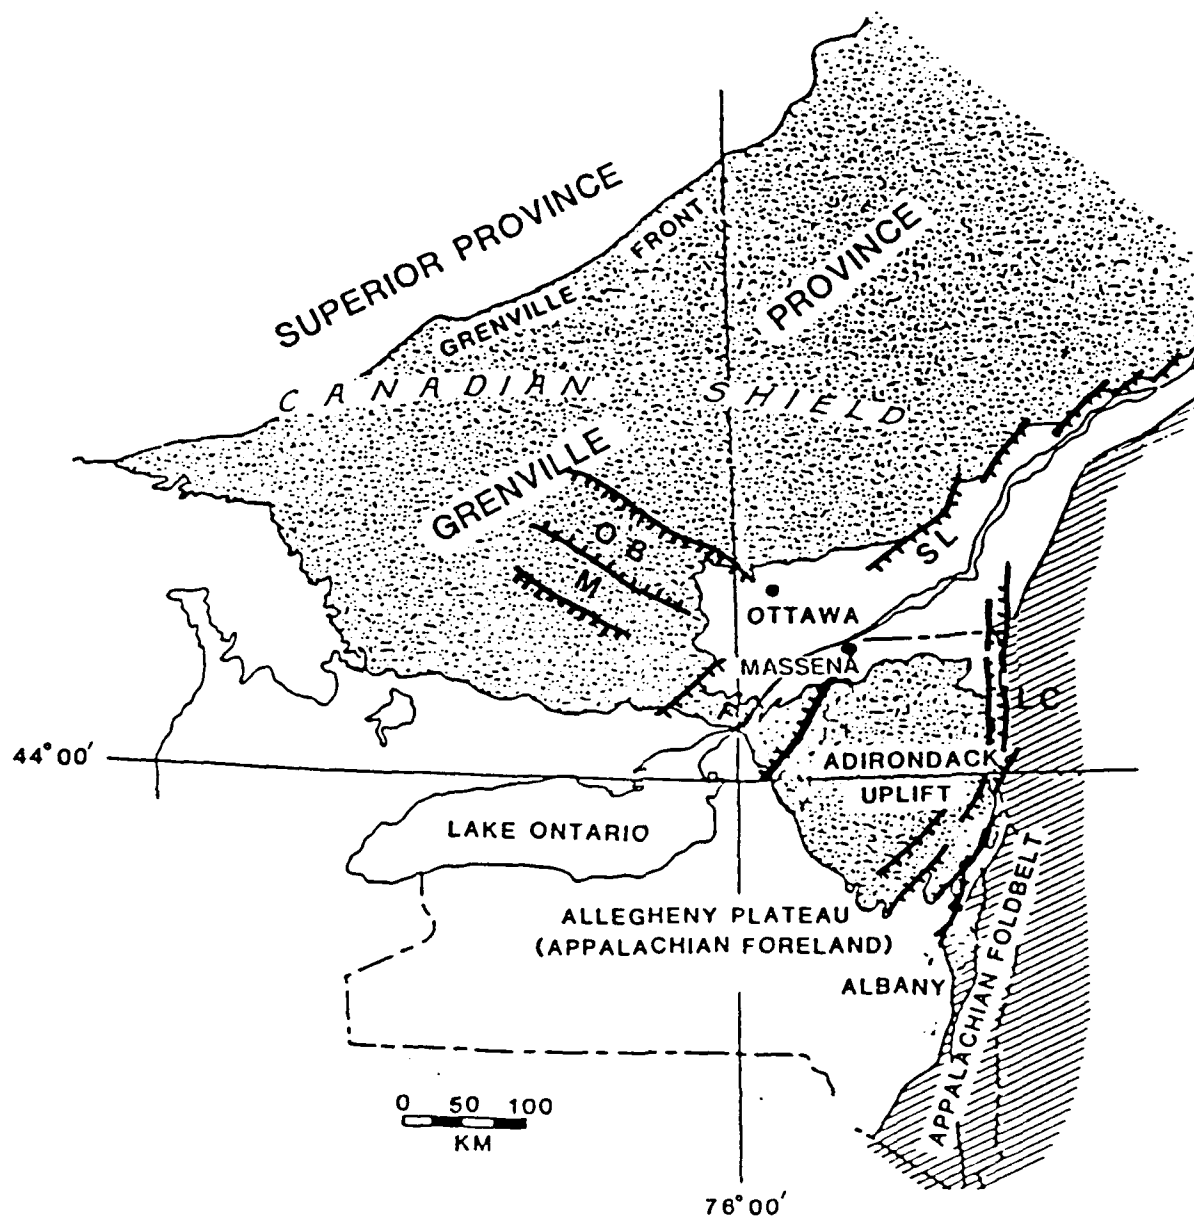 SUPERIOR PROVINCE
GRENVILLE FRONT
PROVINCE
CANADIAN SHIELD
GRENVILLE
O B
M
SL
OTTAWA
MASSENA
F
LC
44°00'
ADIRONDACK
UPLIFT
LAKE ONTARIO
ALLEGHENY PLATEAU
(APPALACHIAN FORELAND)
ALBANY
APPALACHIAN FOLDBELT
0 50 100
KM
76°00'